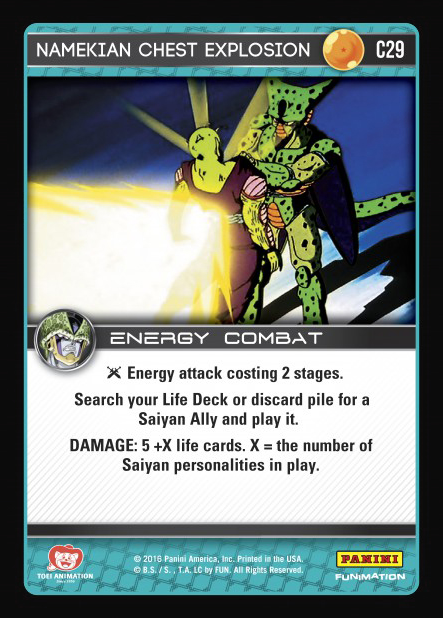 NAMEKIAN CHEST EXPLOSION C29
ENERGY COMBAT
Energy attack costing 2 stages.
Search your Life Deck or discard pile for a
Saiyan Ally and play it.
DAMAGE: 5 +X life cards. X = the number of
Saiyan personalities in play.
TOEI ANIMATION
© 2016 Panini America, Inc. Printed in the USA.
© B.S. / S. , T.A. LC by FUN. All Rights Reserved.
PANINI
FUNIMATION